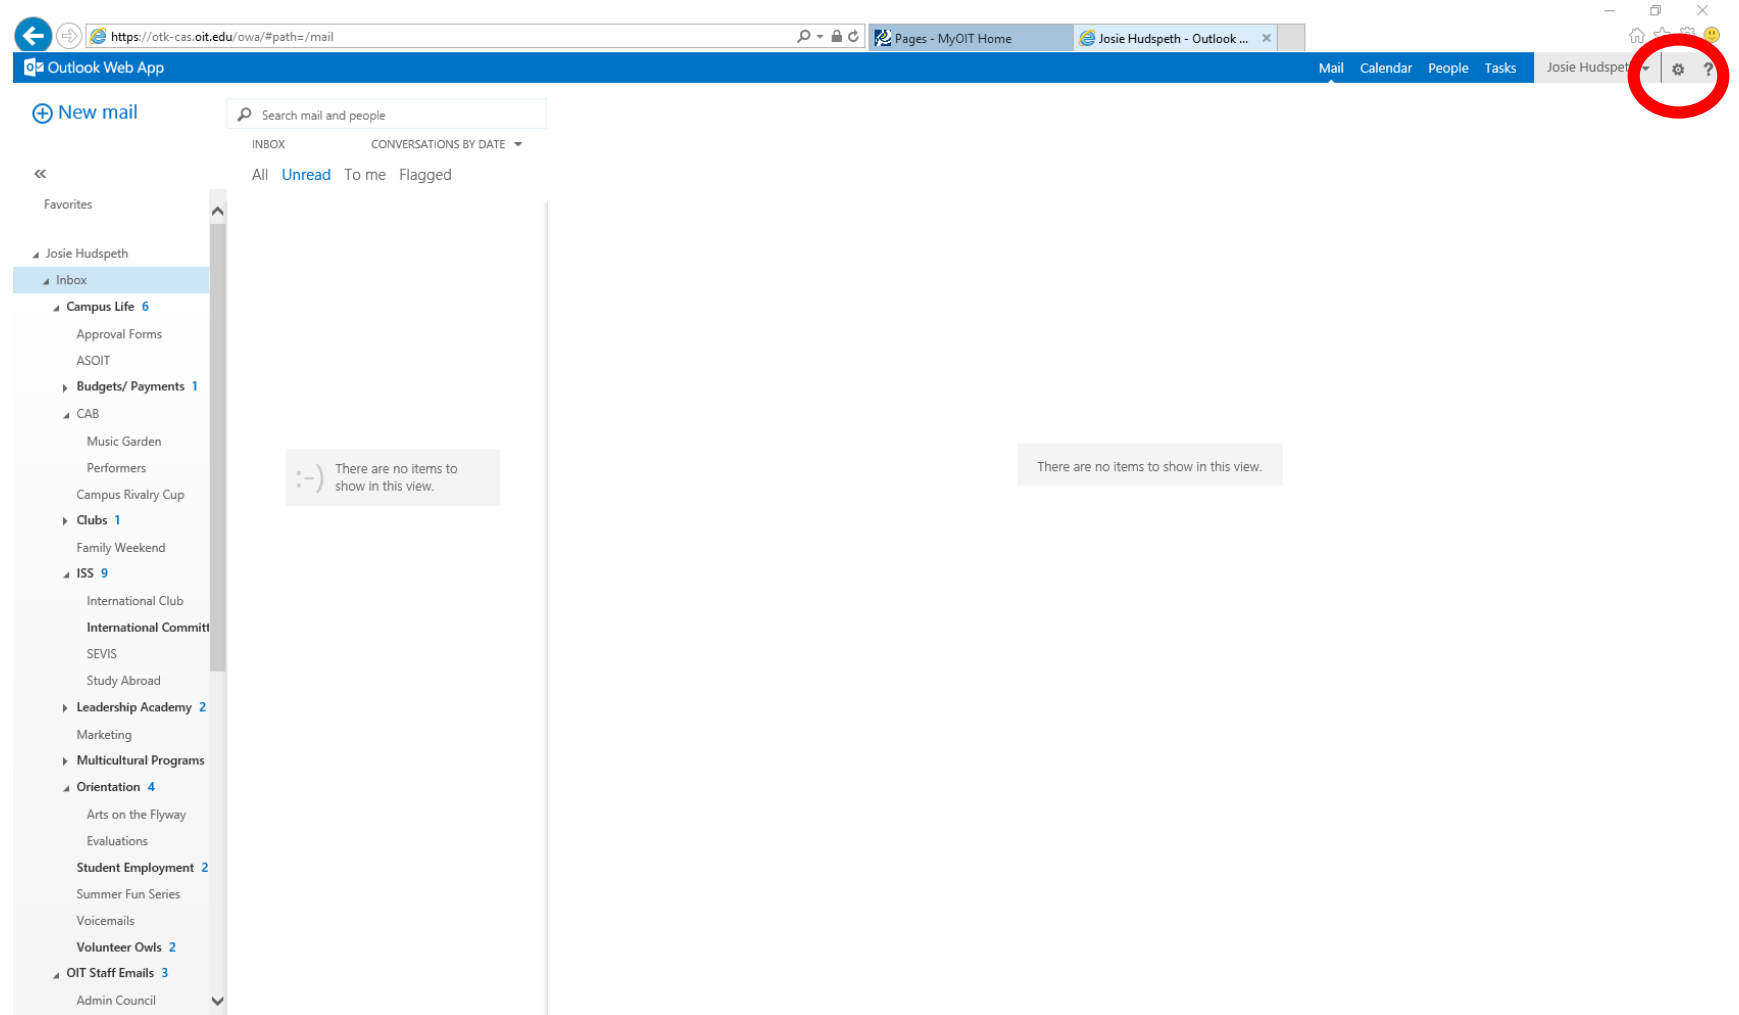 https://otk-cas.oit.edu/owa/#path=/mail
Pages - MyOIT Home
Josie Hudspeth - Outlook ...
Outlook Web App
Mail Calendar People Tasks
Josie Hudspet
?
New mail
Search mail and people
INBOX CONVERSATIONS BY DATE
All Unread To me Flagged
Favorites
Josie Hudspeth
Inbox
Campus Life 6
Approval Forms
ASOIT
Budgets/ Payments 1
CAB
Music Garden
Performers
Campus Rivalry Cup
Clubs 1
Family Weekend
ISS 9
International Club
International Committ
SEVIS
Study Abroad
Leadership Academy 2
Marketing
Multicultural Programs
Orientation 4
Arts on the Flyway
Evaluations
Student Employment 2
Summer Fun Series
Voicemails
Volunteer Owls 2
OIT Staff Emails 3
Admin Council
:-) There are no items to
show in this view.
There are no items to show in this view.